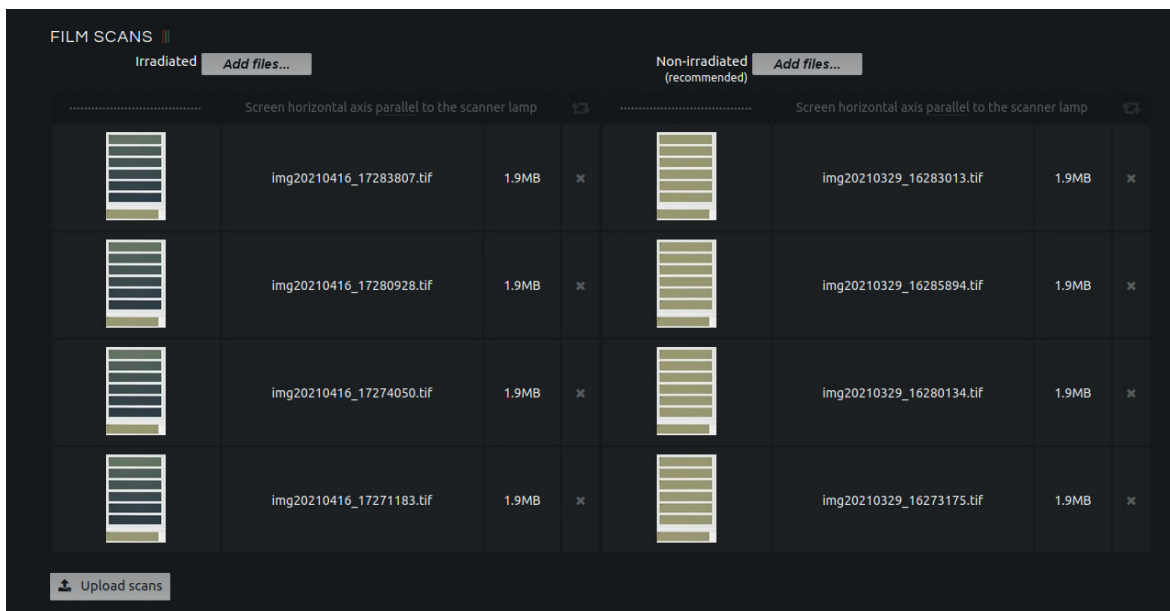 FILM SCANS
Irradiated Add files... Non-irradiated Add files...
(recommended)
Screen horizontal axis parallel to the scanner lamp Screen horizontal axis parallel to the scanner lamp
img20210416_17283807.tif 1.9MB img20210329_16283013.tif 1.9MB
img20210416_17280928.tif 1.9MB img20210329_16285894.tif 1.9MB
img20210416_17274050.tif 1.9MB img20210329_16280134.tif 1.9MB
img20210416_17271183.tif 1.9MB img20210329_16273175.tif 1.9MB
Upload scans